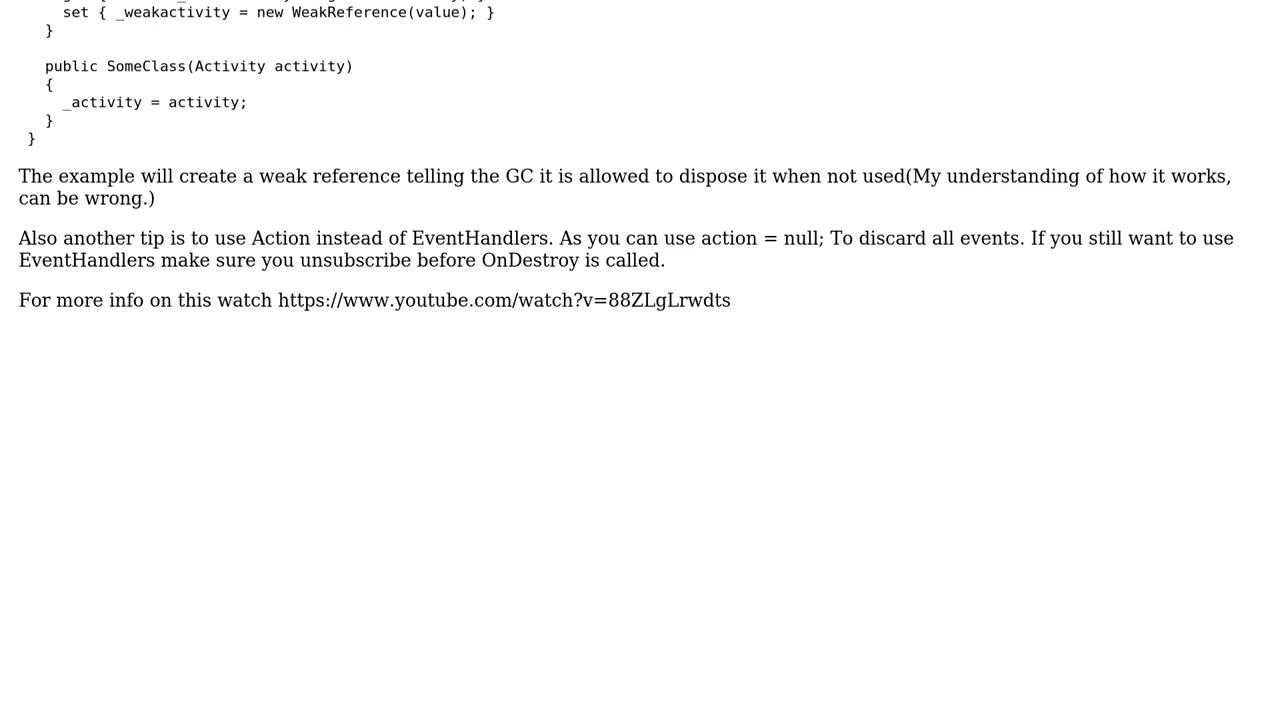 set { _weakactivity = new WeakReference(value); }
}
public SomeClass(Activity activity)
{
_activity = activity;
}
}
The example will create a weak reference telling the GC it is allowed to dispose it when not used(My understanding of how it works,
can be wrong.)
Also another tip is to use Action instead of EventHandlers. As you can use action = null; To discard all events. If you still want to use
EventHandlers make sure you unsubscribe before OnDestroy is called.
For more info on this watch https://www.youtube.com/watch?v=88ZLgLrwdts